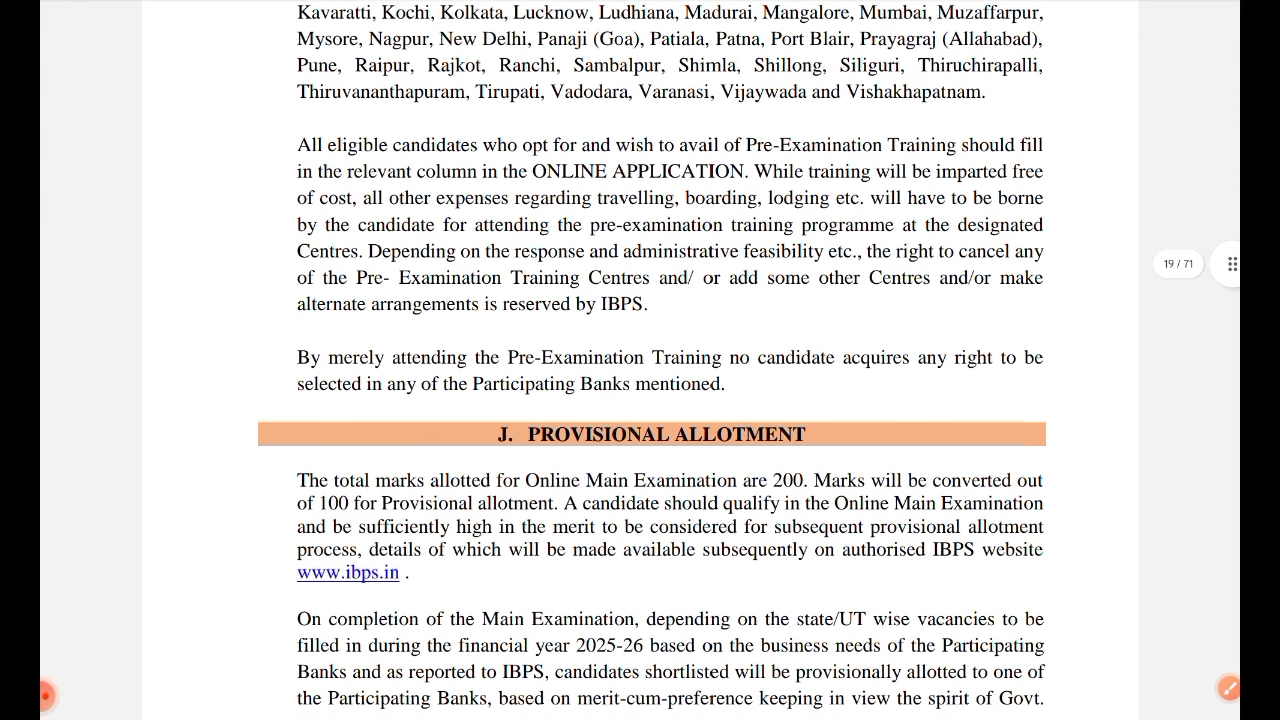 Kavaratti, Kochi, Kolkata, Lucknow, Ludhiana, Madurai, Mangalore, Mumbai, Muzaffarpur,
Mysore, Nagpur, New Delhi, Panaji (Goa), Patiala, Patna, Port Blair, Prayagraj (Allahabad),
Pune, Raipur, Rajkot, Ranchi, Sambalpur, Shimla, Shillong, Siliguri, Thiruchirapalli,
Thiruvananthapuram, Tirupati, Vadodara, Varanasi, Vijaywada and Vishakhapatnam.
All eligible candidates who opt for and wish to avail of Pre-Examination Training should fill
in the relevant column in the ONLINE APPLICATION. While training will be imparted free
of cost, all other expenses regarding travelling, boarding, lodging etc. will have to be borne
by the candidate for attending the pre-examination training programme at the designated
Centres. Depending on the response and administrative feasibility etc., the right to cancel any
of the Pre- Examination Training Centres and/ or add some other Centres and/or make
alternate arrangements is reserved by IBPS.
19 / 71
By merely attending the Pre-Examination Training no candidate acquires any right to be
selected in any of the Participating Banks mentioned.
J. PROVISIONAL ALLOTMENT
The total marks allotted for Online Main Examination are 200. Marks will be converted out
of 100 for Provisional allotment. A candidate should qualify in the Online Main Examination
and be sufficiently high in the merit to be considered for subsequent provisional allotment
process, details of which will be made available subsequently on authorised IBPS website
www.ibps.in .
On completion of the Main Examination, depending on the state/UT wise vacancies to be
filled in during the financial year 2025-26 based on the business needs of the Participating
Banks and as reported to IBPS, candidates shortlisted will be provisionally allotted to one of
the Participating Banks, based on merit-cum-preference keeping in view the spirit of Govt.